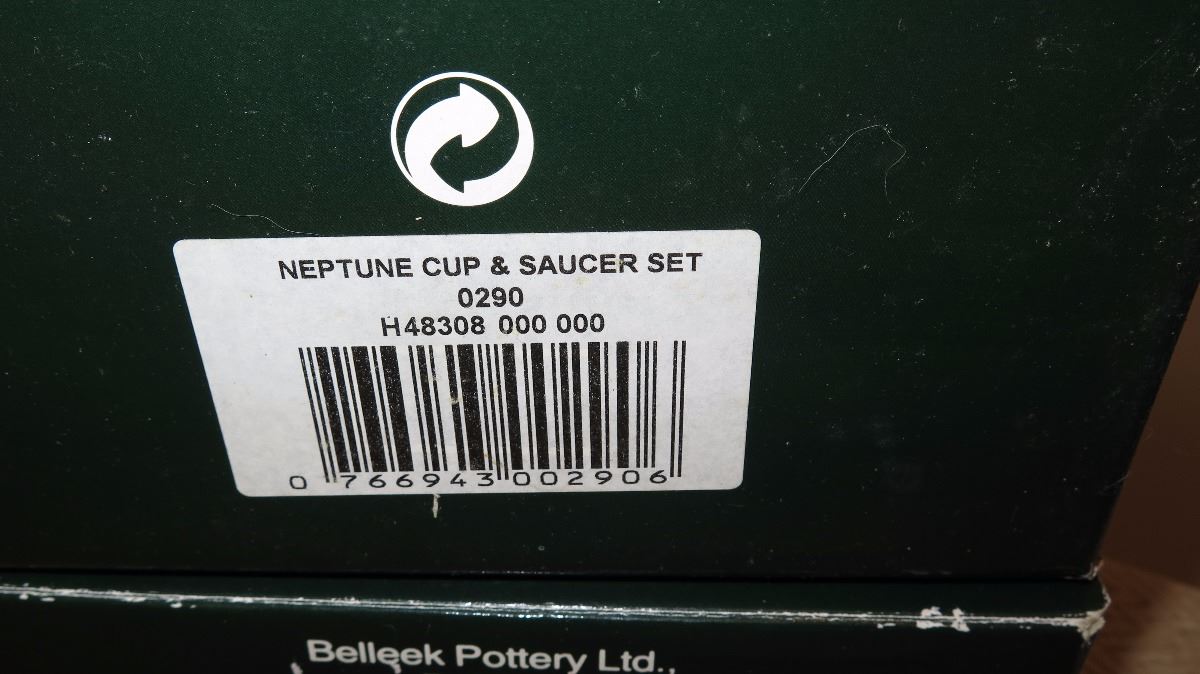 NEPTUNE CUP & SAUCER SET
0290
H48308 000 000
0 766943 002906
Belleek Pottery Ltd.,